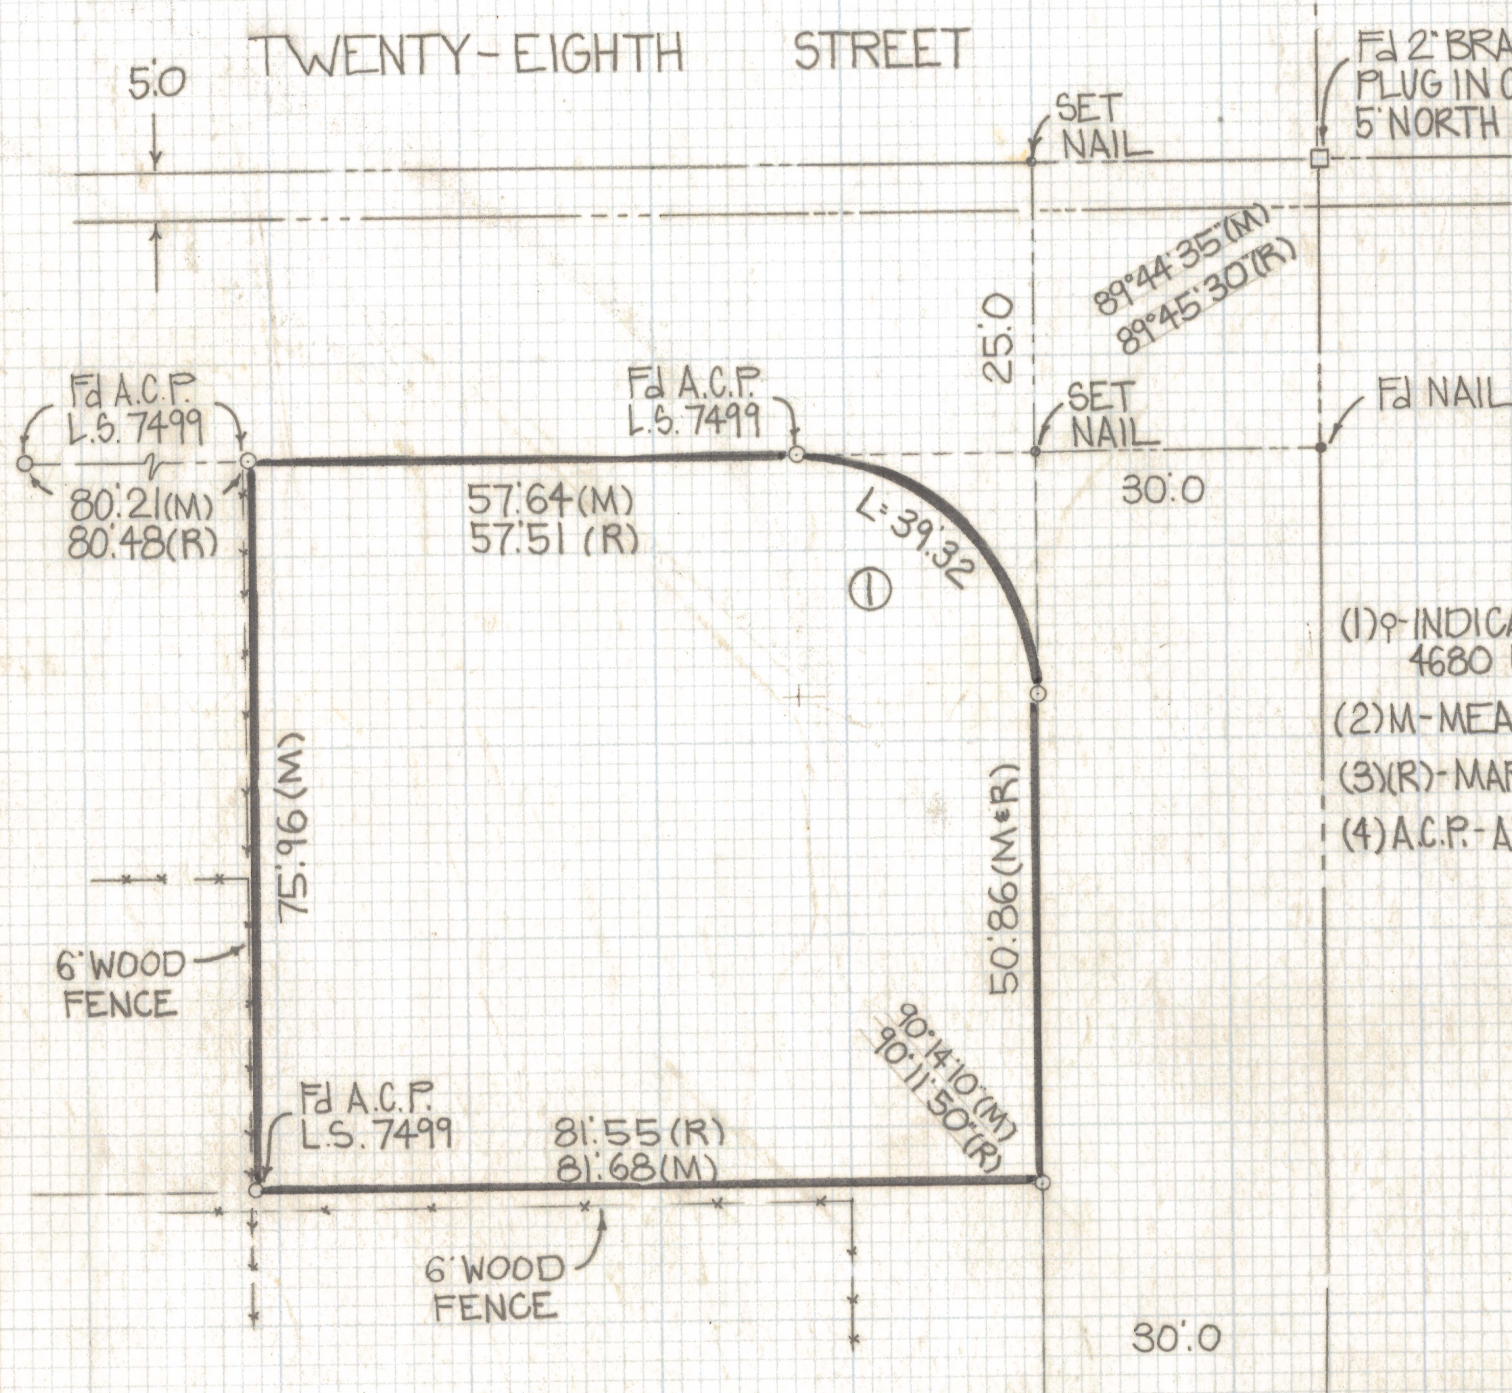 TWENTY-EIGHTH STREET
5'.0
SET
NAIL
Fd 2" BRA
PLUG IN C
5' NORTH
89°44'35"(M)
89°45'30"(R)
25'.0
Fd A.C.P.
L.S. 7499
80'.21(M)
80'.48(R)
Fd A.C.P.
L.S. 7499
SET
NAIL
Fd NAIL
30'.0
57'.64(M)
57'.51 (R)
L=39'.32
1
(1) -INDICA
4680
(2)M-MEA
(3)(R)-MAP
(4)A.C.P.-A
75'.96(M)
50'.86(M&R)
6' WOOD
FENCE
90°14'10"(M)
90°11'50"(R)
Fd A.C.P.
L.S. 7499
81'.55(R)
81'.68(M)
6' WOOD
FENCE
30'.0